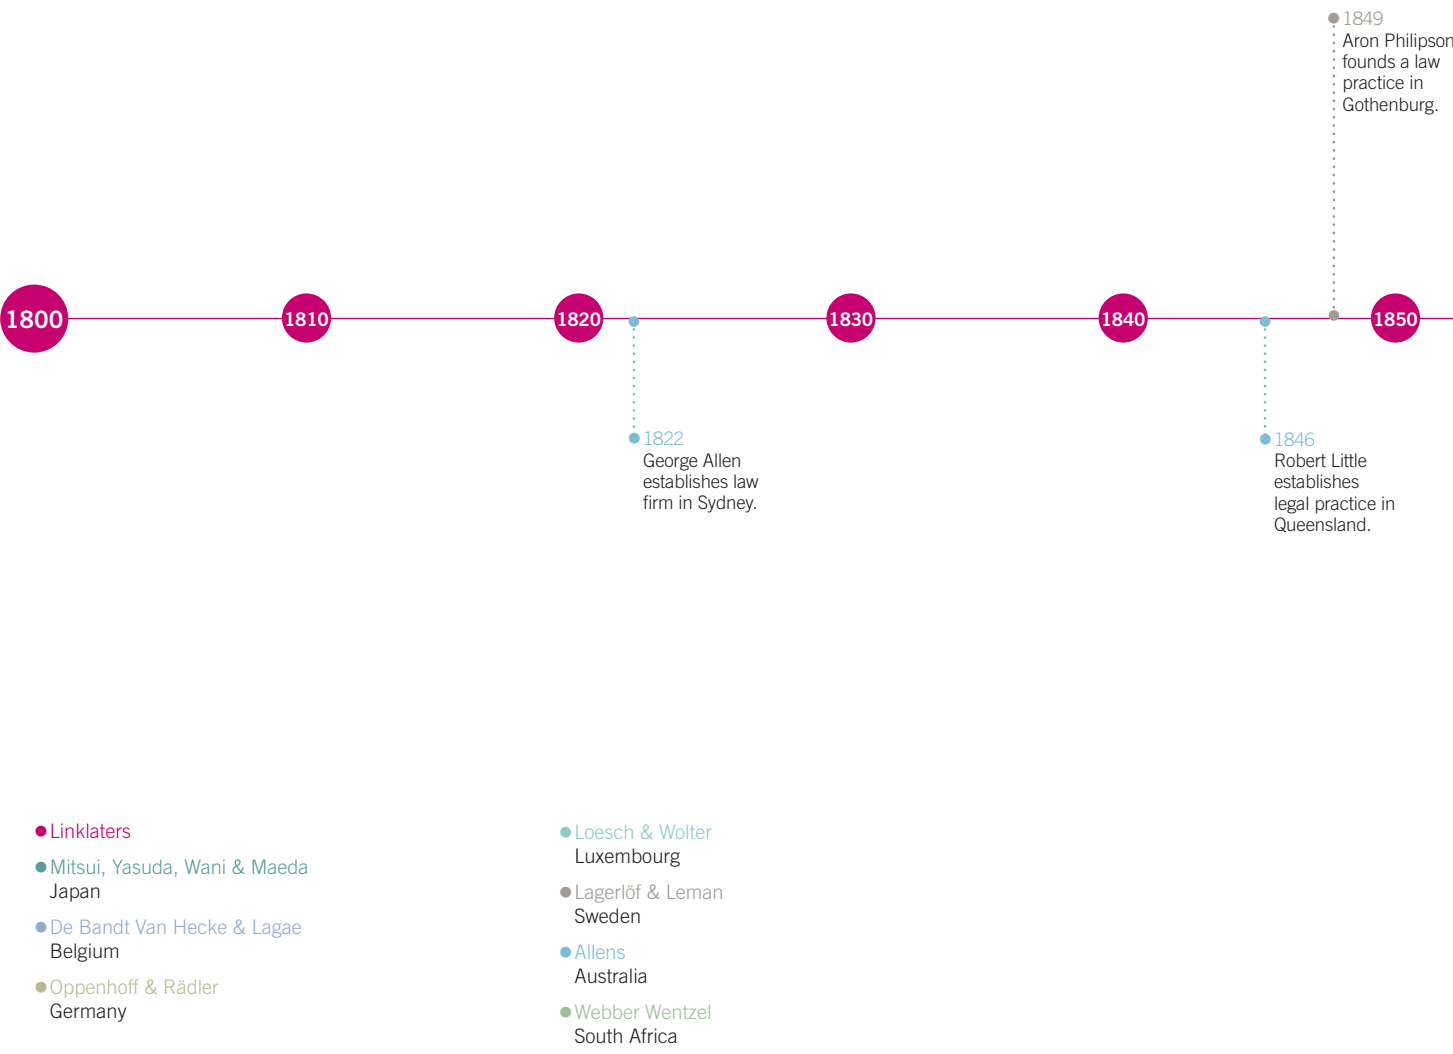 1849
Aron Philipson
founds a law
practice in
Gothenburg.
1800
1810
1820
1830
1840
1850
1822
George Allen
establishes law
firm in Sydney.
1846
Robert Little
establishes
legal practice in
Queensland.
Linklaters
Mitsui, Yasuda, Wani & Maeda
Japan
De Bandt Van Hecke & Lagae
Belgium
Oppenhoff & Rädler
Germany
Loesch & Wolter
Luxembourg
Lagerlöf & Leman
Sweden
Allens
Australia
Webber Wentzel
South Africa